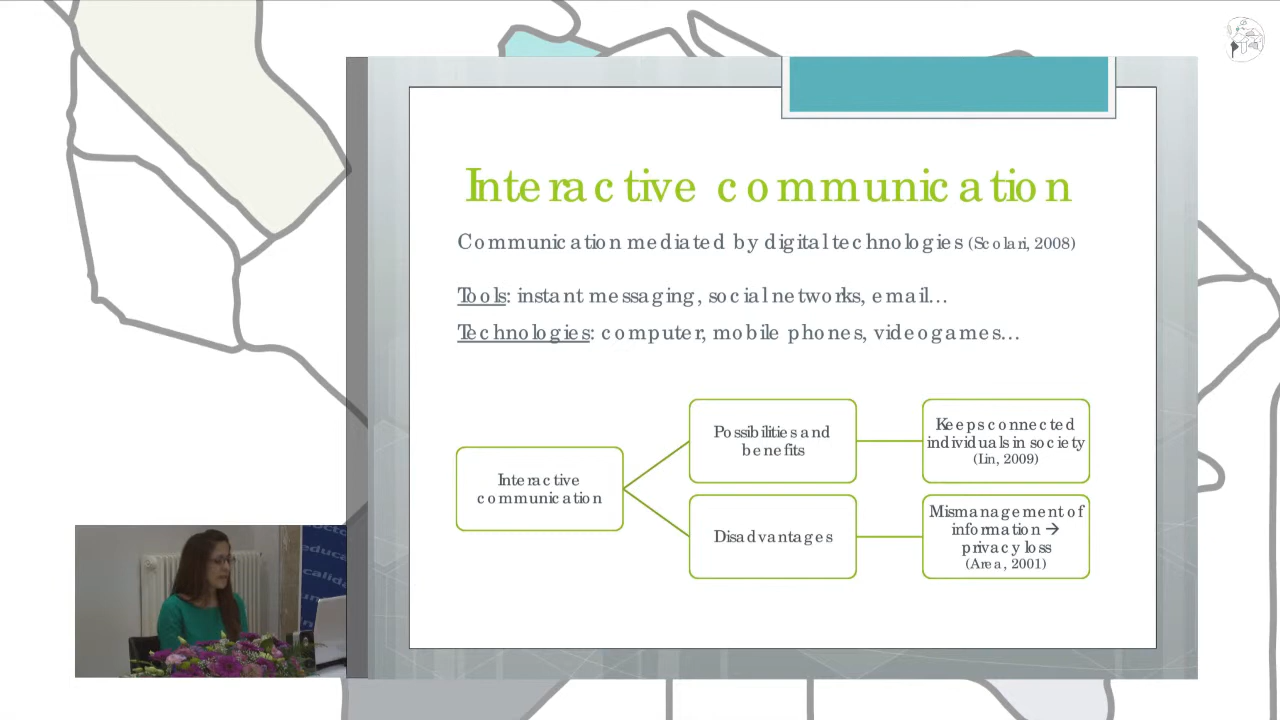 Interactive communication
Communication mediated by digital technologies (Scolari, 2008)
Tools: instant messaging, social networks, email...
Technologies: computer, mobile phones, videogames...
Interactive
communication
Possibilities and
benefits
Disadvantages
Keeps connected
individuals in society
(Lin, 2009)
Mismanagement of
information →
privacy loss
(Area, 2001)
educa
calida